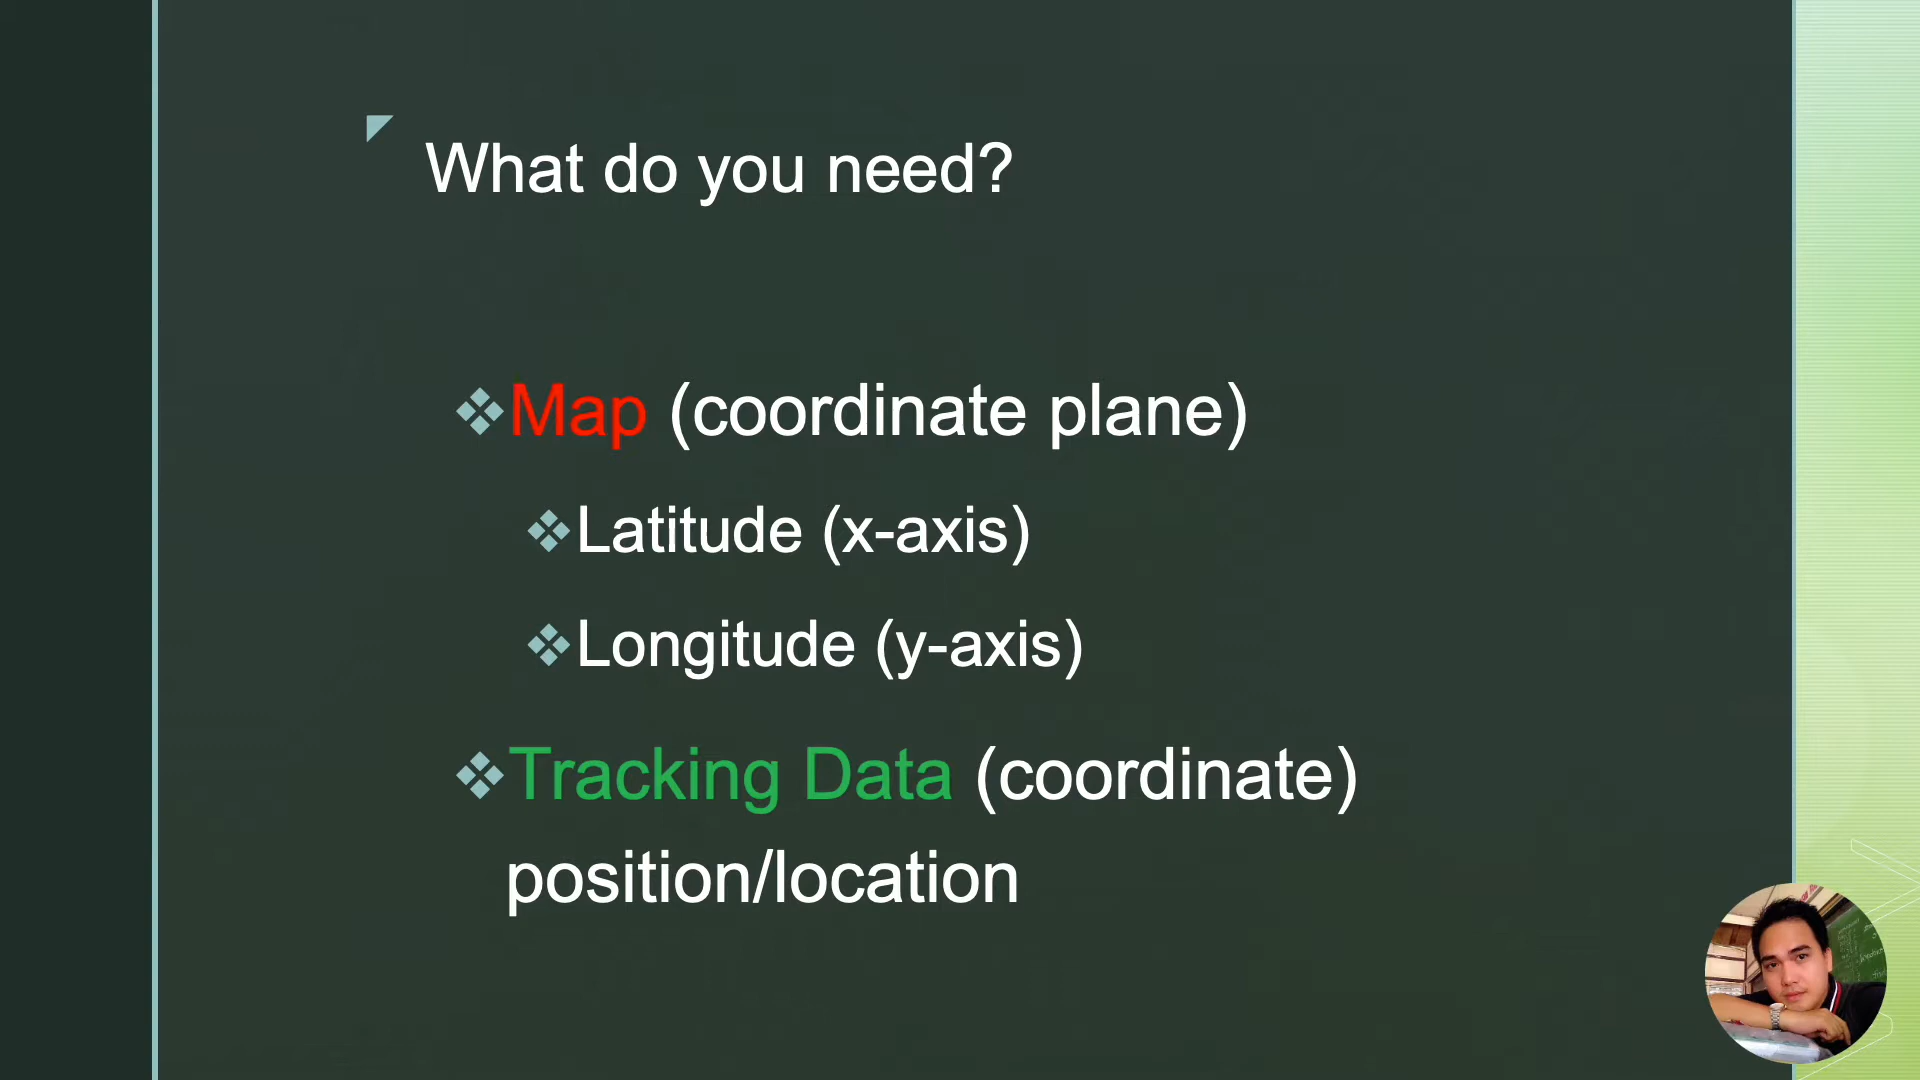 What do you need?
Map (coordinate plane)
Latitude (x-axis)
Longitude (y-axis)
Tracking Data (coordinate)
position/location